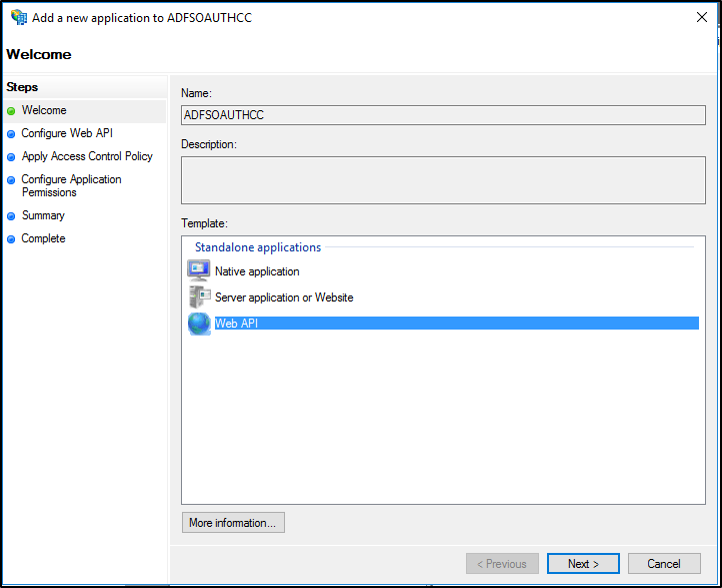 Add a new application to ADFSOAUTHCC
Welcome
Steps
Welcome
Configure Web API
Apply Access Control Policy
Configure Application
Permissions
Summary
Complete
Name:
ADFSOAUTHCC
Description:
Template:
Standalone applications
Native application
Server application or Website
Web API
More information...
< Previous
Next >
Cancel